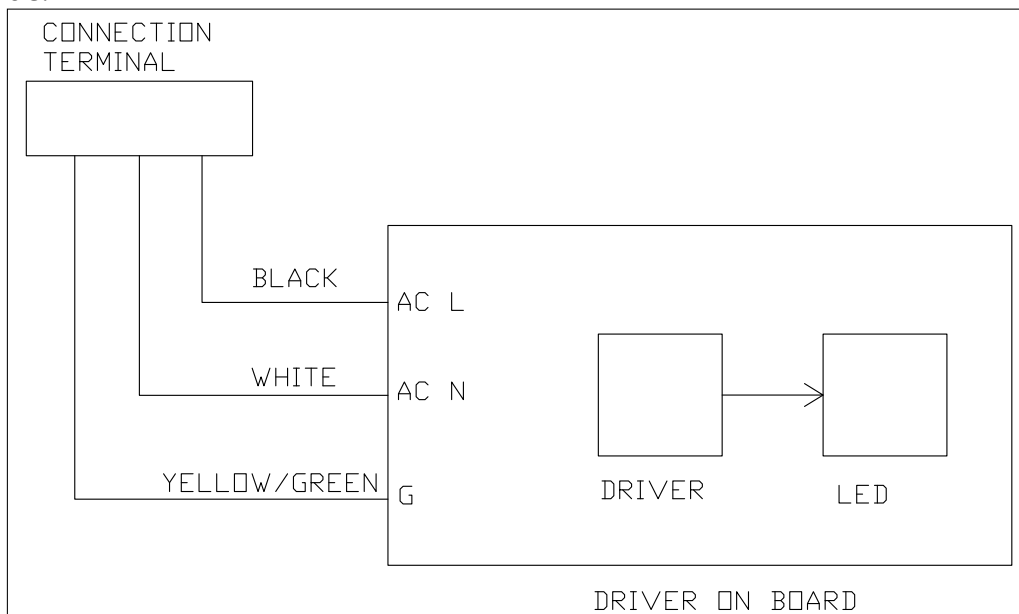 CONNECTION
TERMINAL
BLACK
AC L
WHITE
AC N
YELLOW/GREEN
G
DRIVER
LED
DRIVER ON BOARD